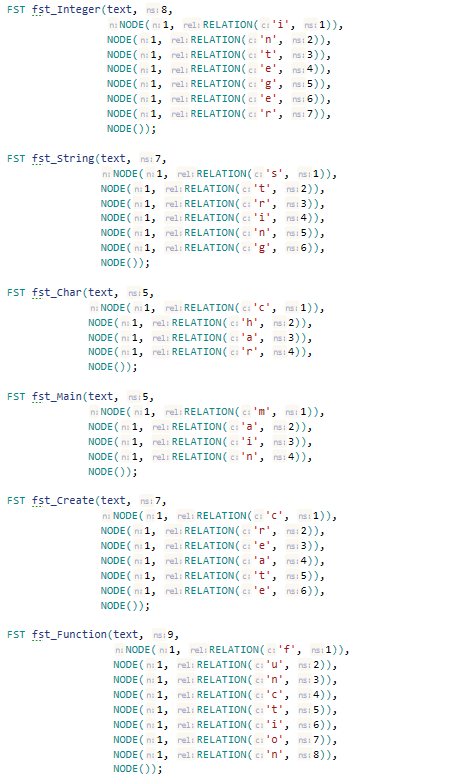 FST fst_Integer(text, ns: 8,
n: NODE(n: 1, rel: RELATION(c: 'i', ns: 1)),
NODE(n: 1, rel: RELATION(c: 'n', ns: 2)),
NODE(n: 1, rel: RELATION(c: 't', ns: 3)),
NODE(n: 1, rel: RELATION(c: 'e', ns: 4)),
NODE(n: 1, rel: RELATION(c: 'g', ns: 5)),
NODE(n: 1, rel: RELATION(c: 'e', ns: 6)),
NODE(n: 1, rel: RELATION(c: 'r', ns: 7)),
NODE());
FST fst_String(text, ns: 7,
n: NODE(n: 1, rel: RELATION(c: 's', ns: 1)),
NODE(n: 1, rel: RELATION(c: 't', ns: 2)),
NODE(n: 1, rel: RELATION(c: 'r', ns: 3)),
NODE(n: 1, rel: RELATION(c: 'i', ns: 4)),
NODE(n: 1, rel: RELATION(c: 'n', ns: 5)),
NODE(n: 1, rel: RELATION(c: 'g', ns: 6)),
NODE());
FST fst_Char(text, ns: 5,
n: NODE(n: 1, rel: RELATION(c: 'c', ns: 1)),
NODE(n: 1, rel: RELATION(c: 'h', ns: 2)),
NODE(n: 1, rel: RELATION(c: 'a', ns: 3)),
NODE(n: 1, rel: RELATION(c: 'r', ns: 4)),
NODE());
FST fst_Main(text, ns: 5,
n: NODE(n: 1, rel: RELATION(c: 'm', ns: 1)),
NODE(n: 1, rel: RELATION(c: 'a', ns: 2)),
NODE(n: 1, rel: RELATION(c: 'i', ns: 3)),
NODE(n: 1, rel: RELATION(c: 'n', ns: 4)),
NODE());
FST fst_Create(text, ns: 7,
n: NODE(n: 1, rel: RELATION(c: 'c', ns: 1)),
NODE(n: 1, rel: RELATION(c: 'r', ns: 2)),
NODE(n: 1, rel: RELATION(c: 'e', ns: 3)),
NODE(n: 1, rel: RELATION(c: 'a', ns: 4)),
NODE(n: 1, rel: RELATION(c: 't', ns: 5)),
NODE(n: 1, rel: RELATION(c: 'e', ns: 6)),
NODE());
FST fst_Function(text, ns: 9,
n: NODE(n: 1, rel: RELATION(c: 'f', ns: 1)),
NODE(n: 1, rel: RELATION(c: 'u', ns: 2)),
NODE(n: 1, rel: RELATION(c: 'n', ns: 3)),
NODE(n: 1, rel: RELATION(c: 'c', ns: 4)),
NODE(n: 1, rel: RELATION(c: 't', ns: 5)),
NODE(n: 1, rel: RELATION(c: 'i', ns: 6)),
NODE(n: 1, rel: RELATION(c: 'o', ns: 7)),
NODE(n: 1, rel: RELATION(c: 'n', ns: 8)),
NODE());